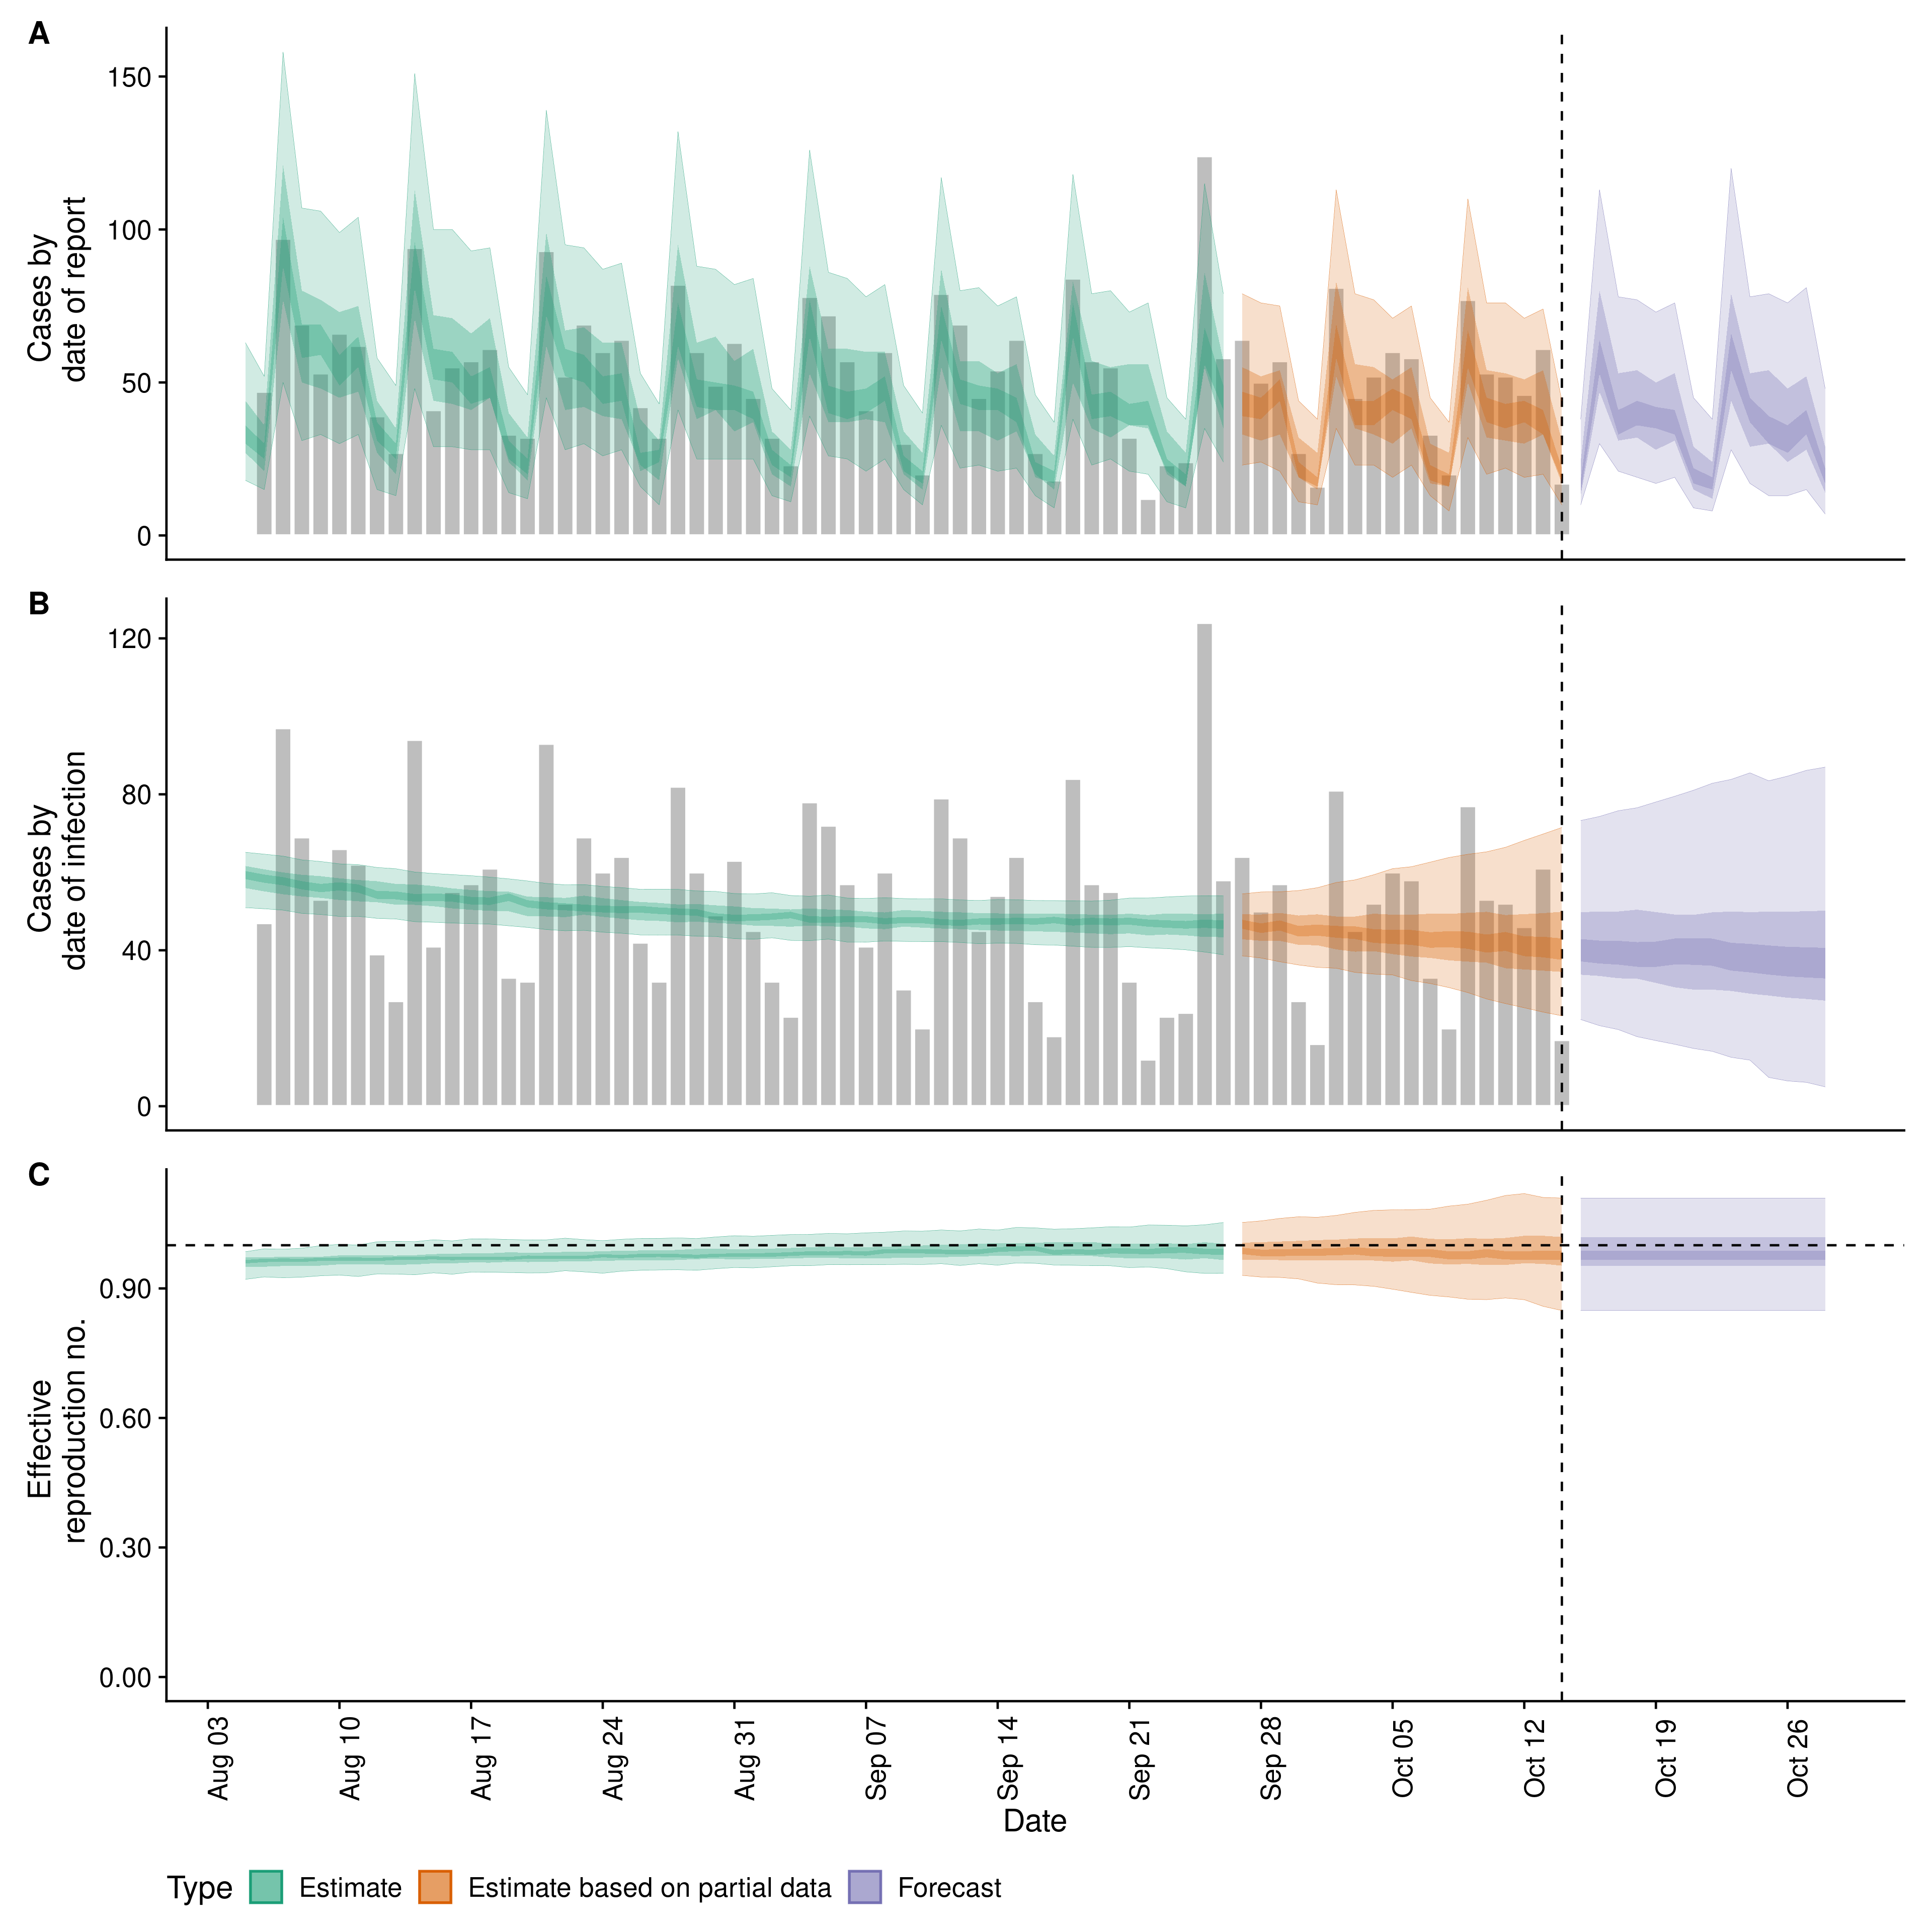 A
150
100
50
0
Cases by
date of report
B
120
80
40
0
Cases by
date of infection
C
0.90
0.60
0.30
0.00
Effective
reproduction no.
Aug 03
Aug 10
Aug 17
Aug 24
Aug 31
Sep 07
Sep 14
Sep 21
Sep 28
Oct 05
Oct 12
Oct 19
Oct 26
Date
Type Estimate Estimate based on partial data Forecast